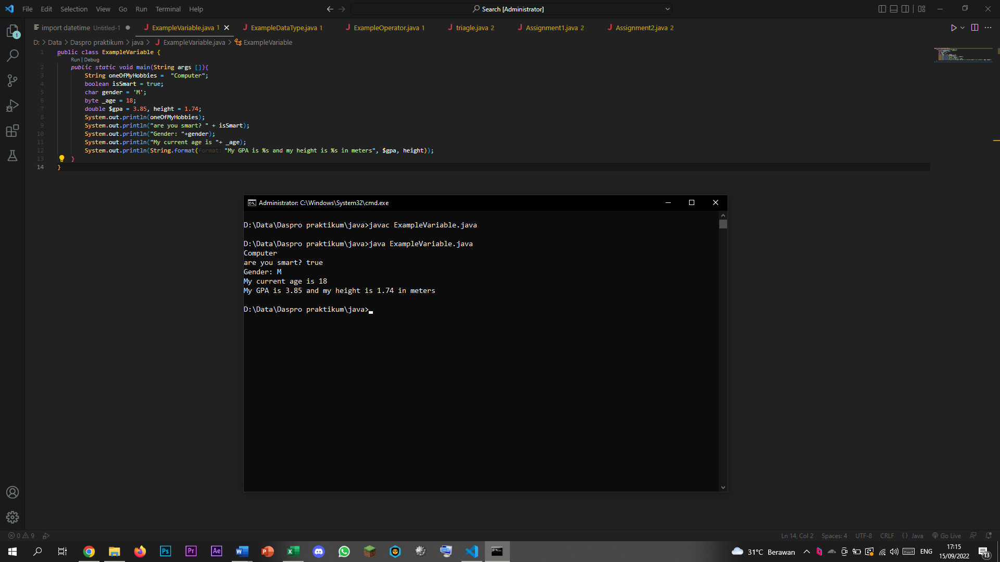 File Edit Selection View Go Run Terminal Help Search [Administrator]
import datetime Untitled-1 ExampleVariable.java 1 ExampleDataType.java 1 ExampleOperator.java 1 triagle.java 2 Assignment1.java 2 Assignment2.java 2
D: > Data > Daspro praktikum > java > ExampleVariable.java > ExampleVariable
1 public class ExampleVariable {
Run | Debug
2 public static void main(String args []){
3 String oneOfMyHobbies =  "Computer";
4 boolean isSmart = true;
5 char gender = 'M';
6 byte _age = 18;
7 double $gpa = 3.85, height = 1.74;
8 System.out.println(oneOfMyHobbies);
9 System.out.println("are you smart? " + isSmart);
10 System.out.println("Gender: "+gender);
11 System.out.println("My current age is "+ _age);
12 System.out.println(String.format(format: "My GPA is %s and my height is %s in meters", $gpa, height));
13 }
14 }
Administrator: C:\Windows\System32\cmd.exe
D:\Data\Daspro praktikum\java>javac ExampleVariable.java
D:\Data\Daspro praktikum\java>java ExampleVariable.java
Computer
are you smart? true
Gender: M
My current age is 18
My GPA is 3.85 and my height is 1.74 in meters
D:\Data\Daspro praktikum\java>
1
0 9 Ln 14, Col 2 Spaces: 4 UTF-8 CRLF { } Java Go Live
Ps Pr Ae 31°C Berawan ENG 17:15
15/09/2022 13